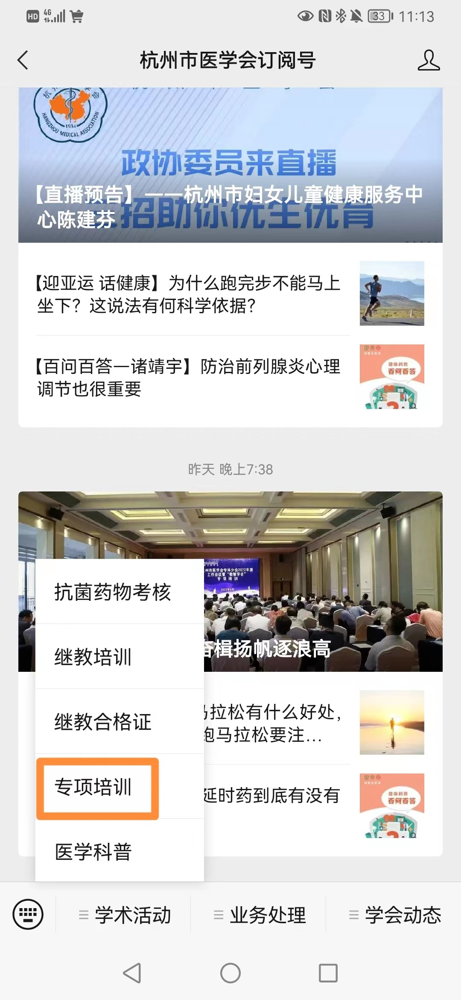 HD 4G 33 11:13
杭州市医学会订阅号
HANGZHOU MEDICAL ASSOCIATION
1934
政协委员来直播
【直播预告】——杭州市妇女儿童健康服务中
心陈建芬
招助你优生优育
【迎亚运 话健康】为什么跑完步不能马上
坐下？这说法有何科学依据？
【百问百答—诸靖宇】防治前列腺炎心理
调节也很重要
健康科普
百问百答
昨天 晚上7:38
州市医学会专科分会2022年度
工作会议暨“数智学会”
专项培训
2022年6月
奋楫扬帆逐浪高
马拉松有什么好处，
跑马拉松要注...
延时药到底有没有
健康科普
百问百答
抗菌药物考核
继教培训
继教合格证
专项培训
医学科普
学术活动
业务处理
学会动态